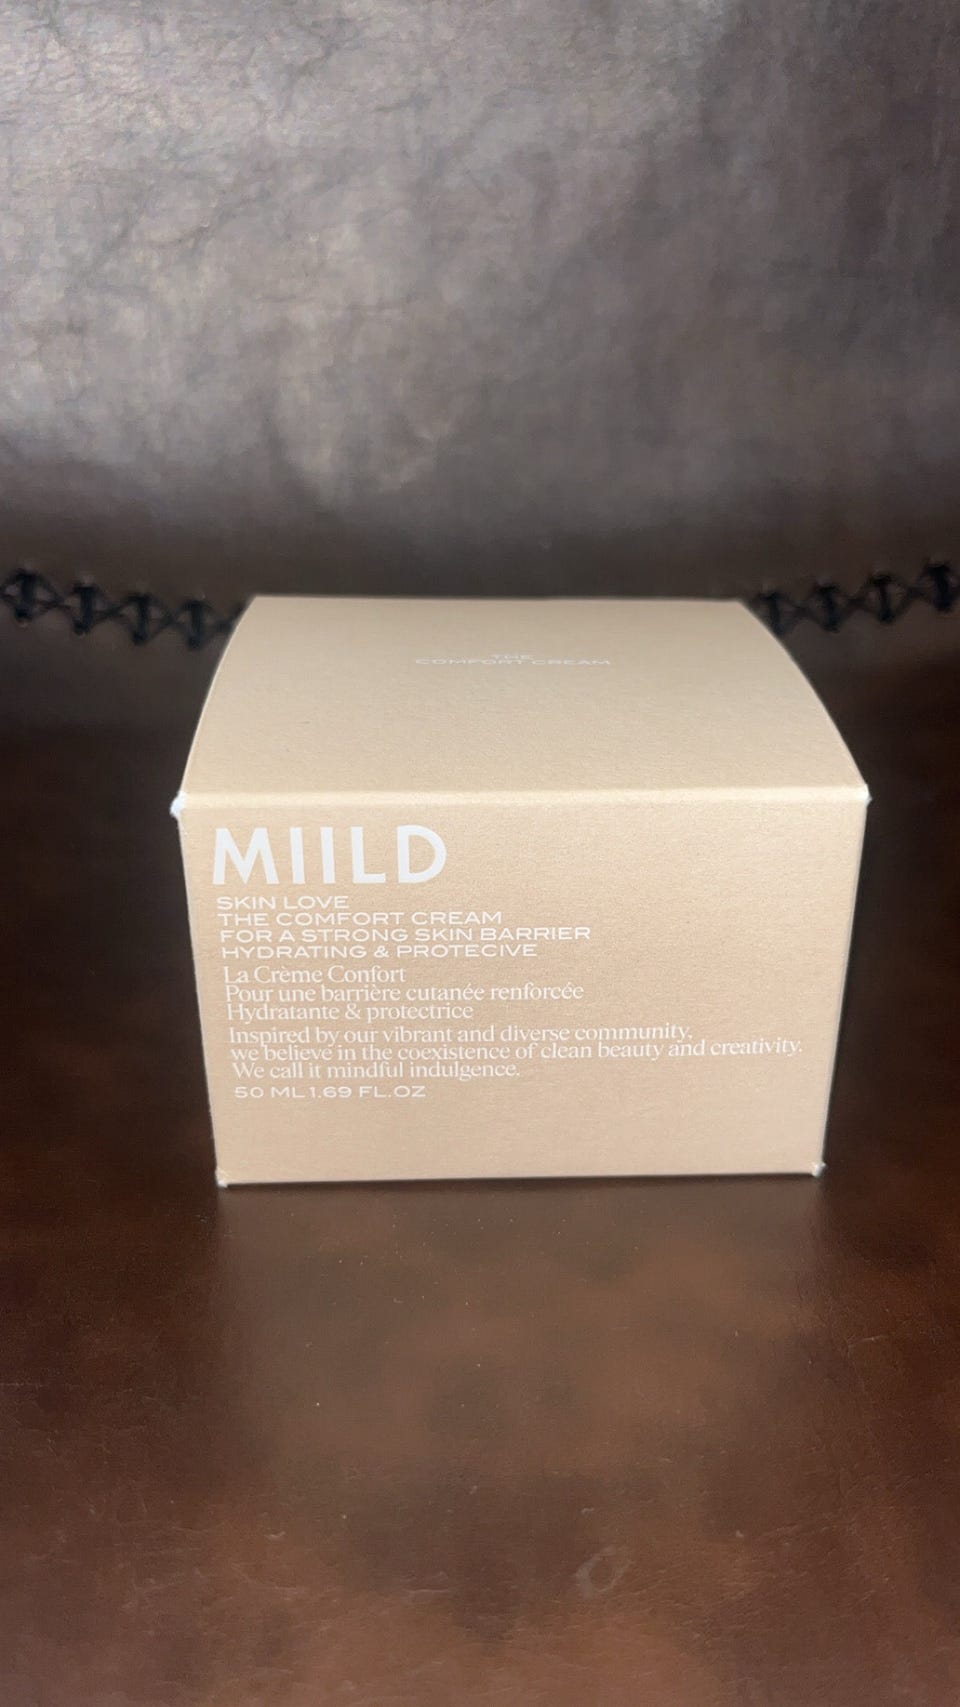 THE
COMFORT CREAM
MIILD
SKIN LOVE
THE COMFORT CREAM
FOR A STRONG SKIN BARRIER
HYDRATING & PROTECIVE
La Crème Confort
Pour une barrière cutanée renforcée
Hydratante & protectrice
Inspired by our vibrant and diverse community,
we believe in the coexistence of clean beauty and creativity.
We call it mindful indulgence.
50 ML 1.69 FL.OZ